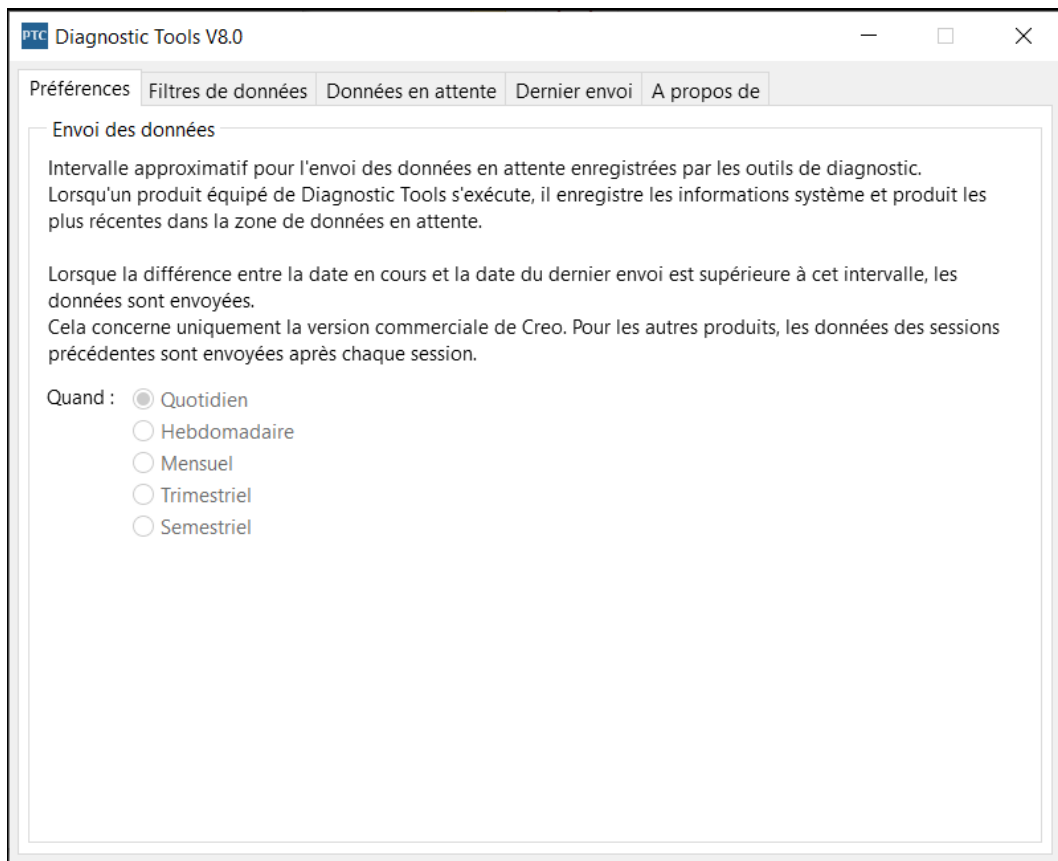 PTC Diagnostic Tools V8.0
Préférences Filtres de données Données en attente Dernier envoi A propos de
Envoi des données
Intervalle approximatif pour l'envoi des données en attente enregistrées par les outils de diagnostic.
Lorsqu'un produit équipé de Diagnostic Tools s'exécute, il enregistre les informations système et produit les
plus récentes dans la zone de données en attente.
Lorsque la différence entre la date en cours et la date du dernier envoi est supérieure à cet intervalle, les
données sont envoyées.
Cela concerne uniquement la version commerciale de Creo. Pour les autres produits, les données des sessions
précédentes sont envoyées après chaque session.
Quand : Quotidien
Hebdomadaire
Mensuel
Trimestriel
Semestriel